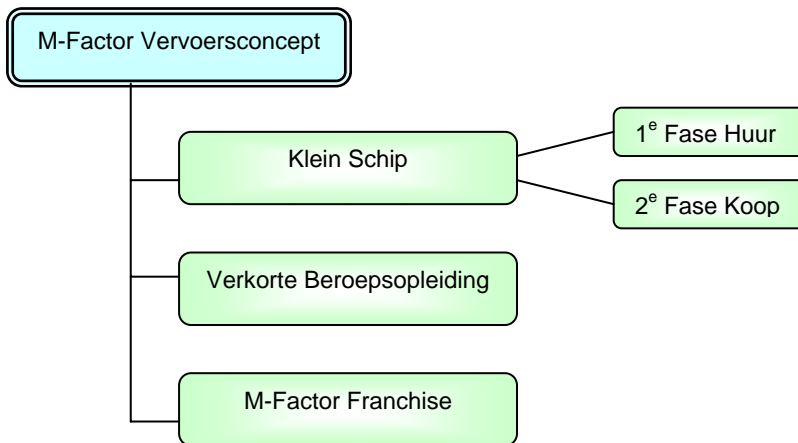 M-Factor Vervoersconcept
Klein Schip
1e Fase Huur
2e Fase Koop
Verkorte Beroepsopleiding
M-Factor Franchise